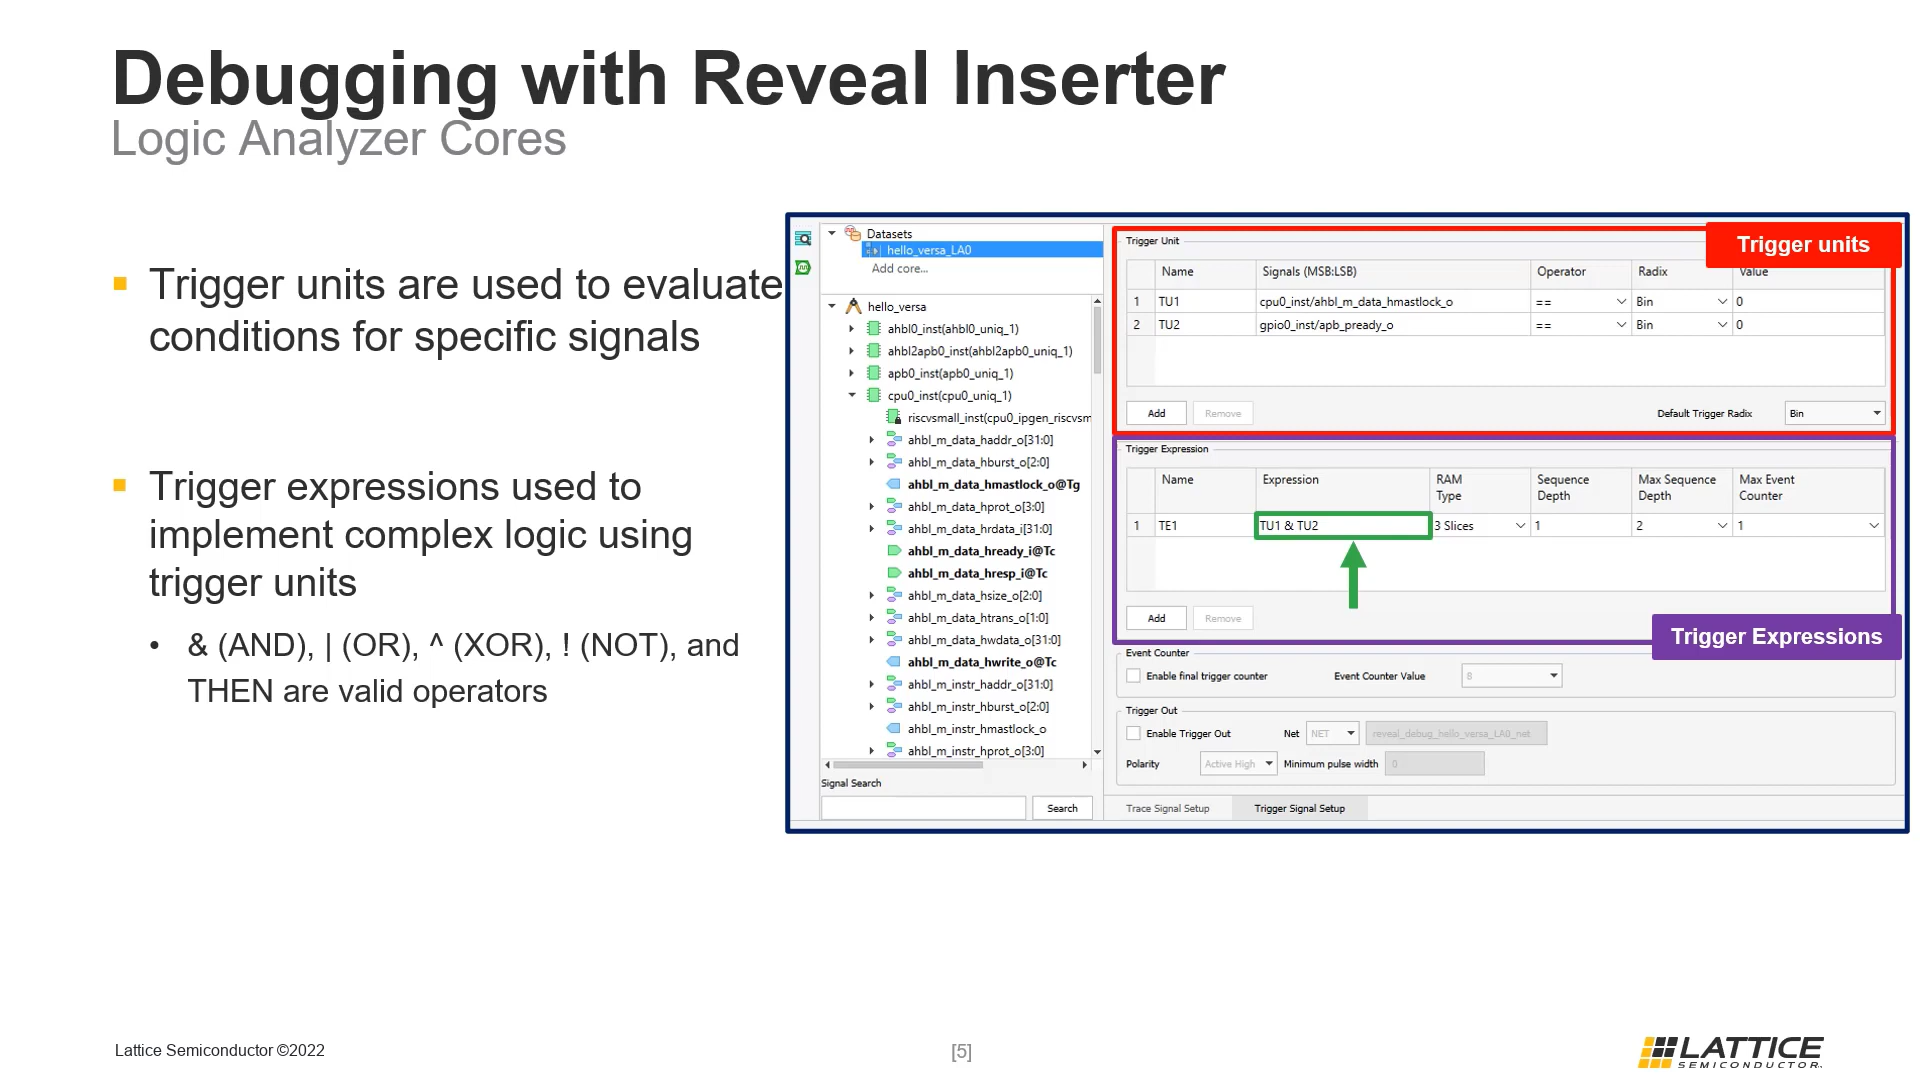 Debugging with Reveal Inserter
Logic Analyzer Cores
Trigger units are used to evaluate
conditions for specific signals
Trigger expressions used to
implement complex logic using
trigger units
• & (AND), | (OR), ^ (XOR), ! (NOT), and
THEN are valid operators
Datasets
hello_versa_LA0
Add core...
hello_versa
ahbl0_inst(ahbl0_uniq_1)
ahbl2apb0_inst(ahbl2apb0_uniq_1)
apb0_inst(apb0_uniq_1)
cpu0_inst(cpu0_uniq_1)
riscvsmall_inst(cpu0_ipgen_riscvsm
ahbl_m_data_haddr_o[31:0]
ahbl_m_data_hburst_o[2:0]
ahbl_m_data_hmastlock_o@Tg
ahbl_m_data_hprot_o[3:0]
ahbl_m_data_hrdata_i[31:0]
ahbl_m_data_hready_i@Tc
ahbl_m_data_hresp_i@Tc
ahbl_m_data_hsize_o[2:0]
ahbl_m_data_htrans_o[1:0]
ahbl_m_data_hwdata_o[31:0]
ahbl_m_data_hwrite_o@Tc
ahbl_m_instr_haddr_o[31:0]
ahbl_m_instr_hburst_o[2:0]
ahbl_m_instr_hmastlock_o
ahbl_m_instr_hprot_o[3:0]
Signal Search
Search
Trigger Unit
Trigger units
Name Signals (MSB:LSB) Operator Radix Value
1 TU1 cpu0_inst/ahbl_m_data_hmastlock_o == Bin 0
2 TU2 gpio0_inst/apb_pready_o == Bin 0
Add Remove Default Trigger Radix Bin
Trigger Expression
Name Expression RAM Type Sequence Depth Max Sequence Depth Max Event Counter
1 TE1 TU1 & TU2 3 Slices 1 2 1
Add Remove
Trigger Expressions
Event Counter
Enable final trigger counter Event Counter Value 8
Trigger Out
Enable Trigger Out Net NET reveal_debug_hello_versa_LA0_net
Polarity Active High Minimum pulse width 0
Trace Signal Setup Trigger Signal Setup
Lattice Semiconductor ©2022
[5]
LATTICE
SEMICONDUCTOR